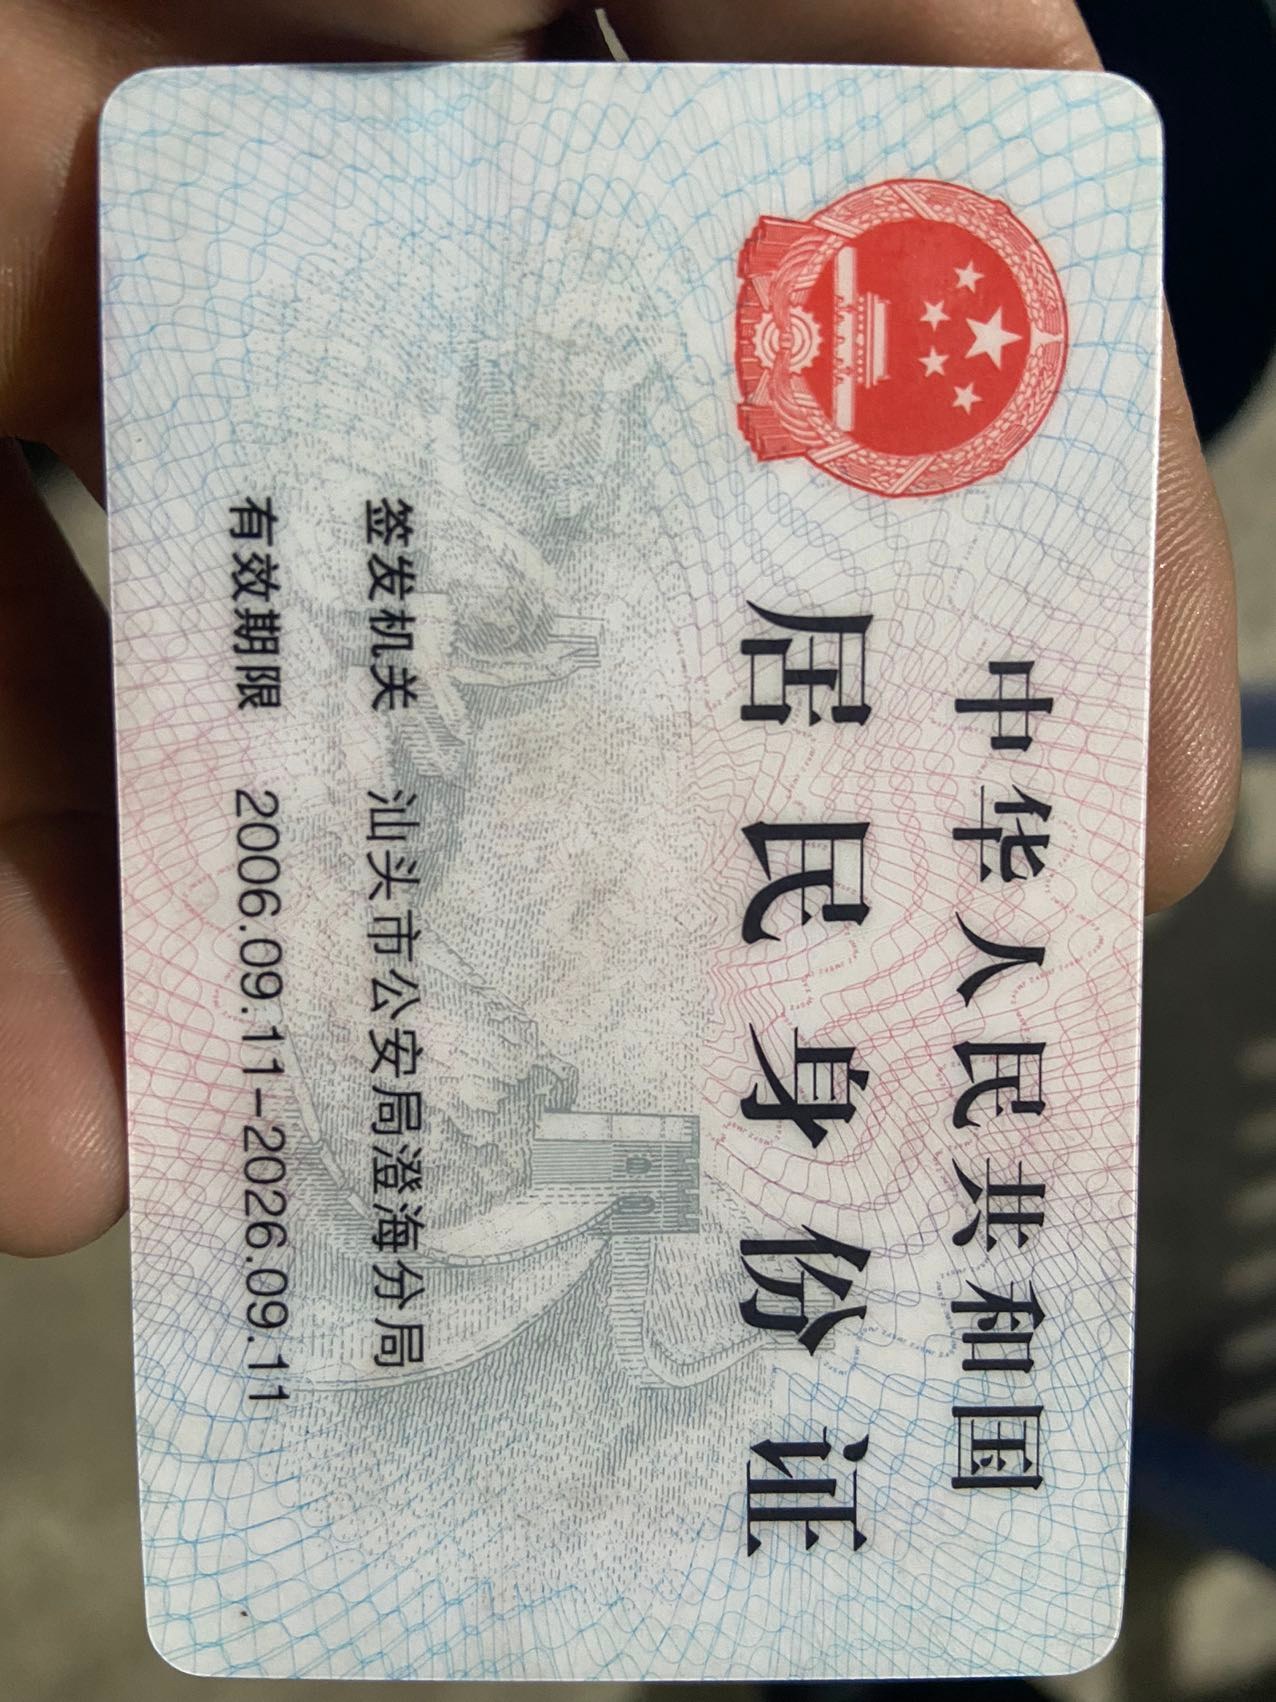 中华人民共和国
居民身份证
签发机关 汕头市公安局澄海分局
有效期限 2006.09.11-2026.09.11